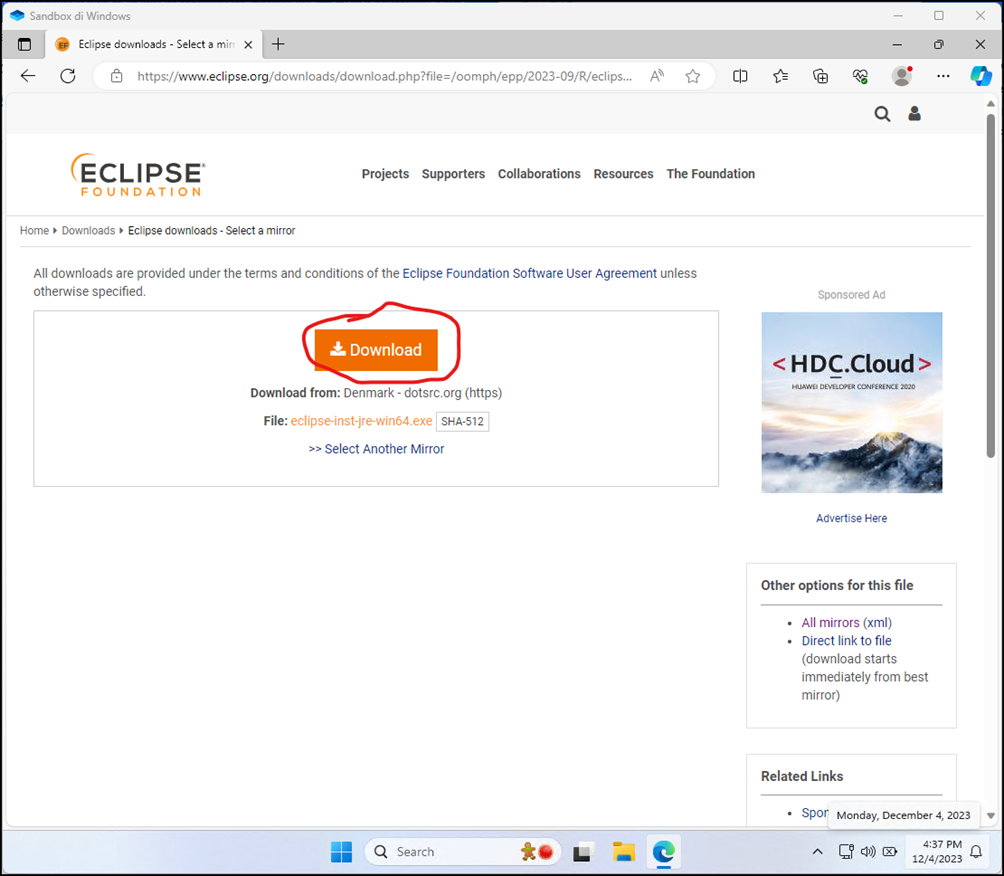 Sandbox di Windows
Eclipse downloads - Select a mirr
https://www.eclipse.org/downloads/download.php?file=/oomph/epp/2023-09/R/eclips...
ECLIPSE
FOUNDATION
Projects Supporters Collaborations Resources The Foundation
Home Downloads Eclipse downloads - Select a mirror
All downloads are provided under the terms and conditions of the Eclipse Foundation Software User Agreement unless
otherwise specified.
Download
Download from: Denmark - dotsrc.org (https)
File: eclipse-inst-jre-win64.exe SHA-512
>> Select Another Mirror
Sponsored Ad
<HDC.Cloud>
HUAWEI DEVELOPER CONFERENCE 2020
Advertise Here
Other options for this file
All mirrors (xml)
Direct link to file
(download starts
immediately from best
mirror)
Related Links
Spon
Monday, December 4, 2023
Search
4:37 PM
12/4/2023